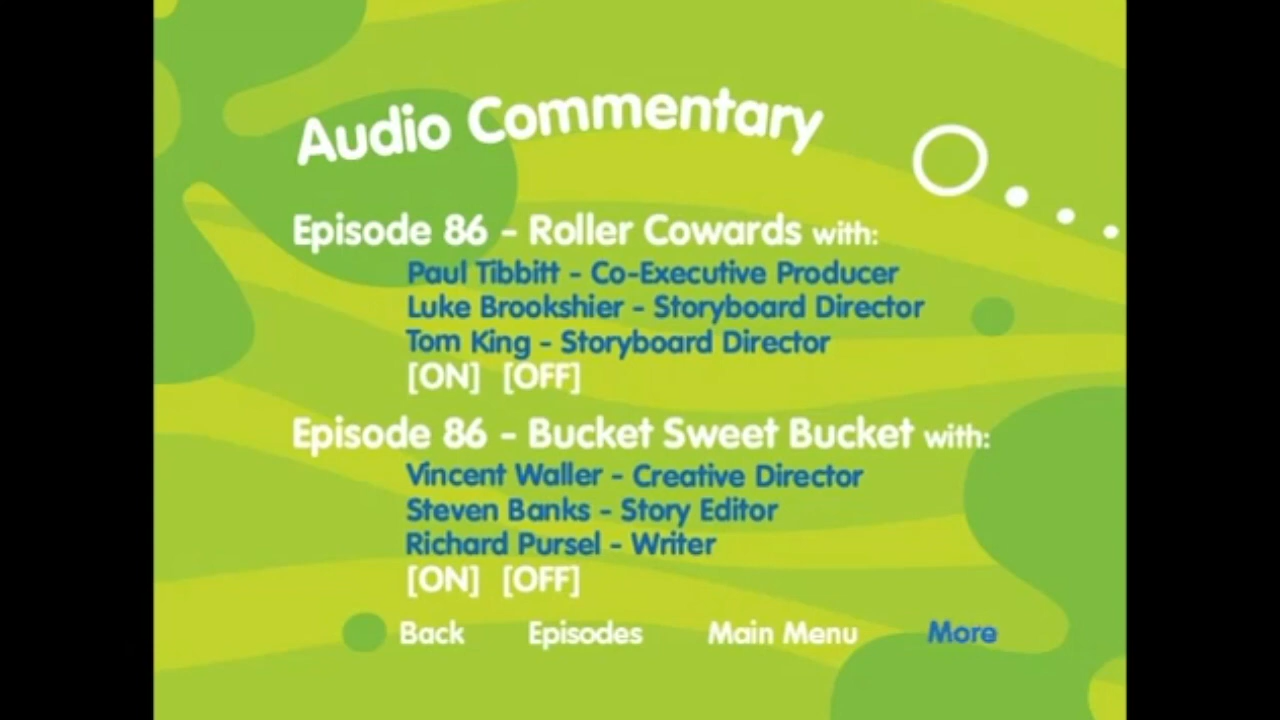 Audio Commentary
Episode 86 - Roller Cowards with:
Paul Tibbitt - Co-Executive Producer
Luke Brookshier - Storyboard Director
Tom King - Storyboard Director
[ON] [OFF]
Episode 86 - Bucket Sweet Bucket with:
Vincent Waller - Creative Director
Steven Banks - Story Editor
Richard Pursel - Writer
[ON] [OFF]
Back Episodes Main Menu More